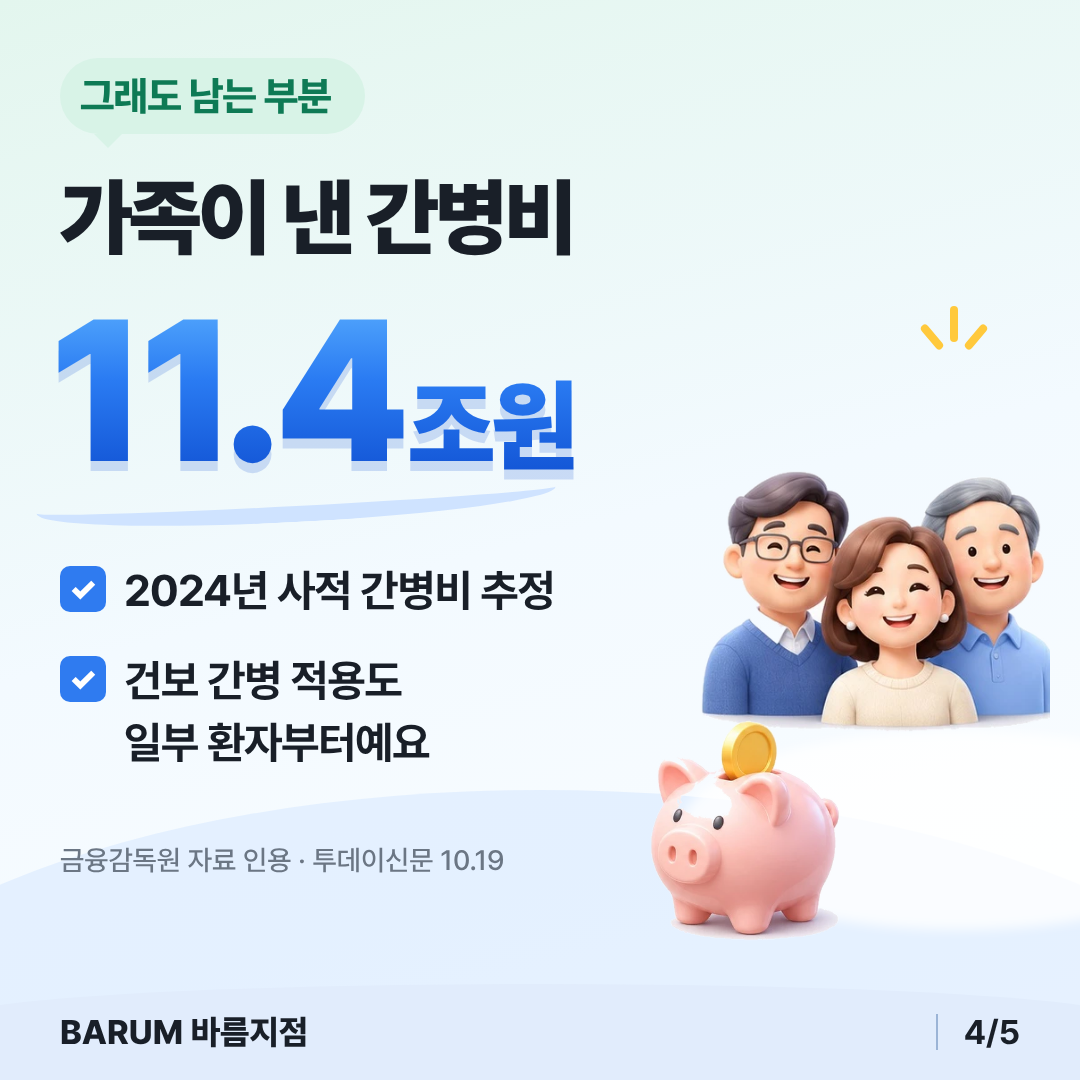 그래도 남는 부분
가족이 낸 간병비
11.4조원
2024년 사적 간병비 추정
건보 간병 적용도
일부 환자부터예요
금융감독원 자료 인용 · 투데이신문 10.19
BARUM 바름지점
4/5